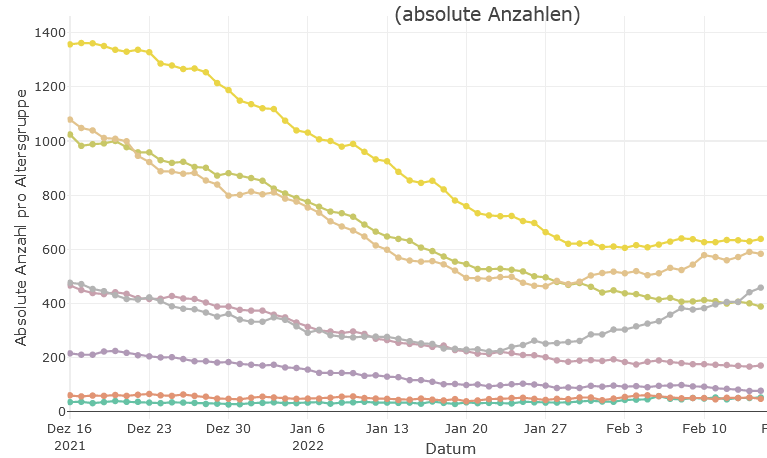 (absolute Anzahlen)
Absolute Anzahl pro Altersgruppe
1400
1200
1000
800
600
400
200
0
Dez 16 Dez 23 Dez 30 Jan 6 Jan 13 Jan 20 Jan 27 Feb 3 Feb 10 F
2021 2022
Datum